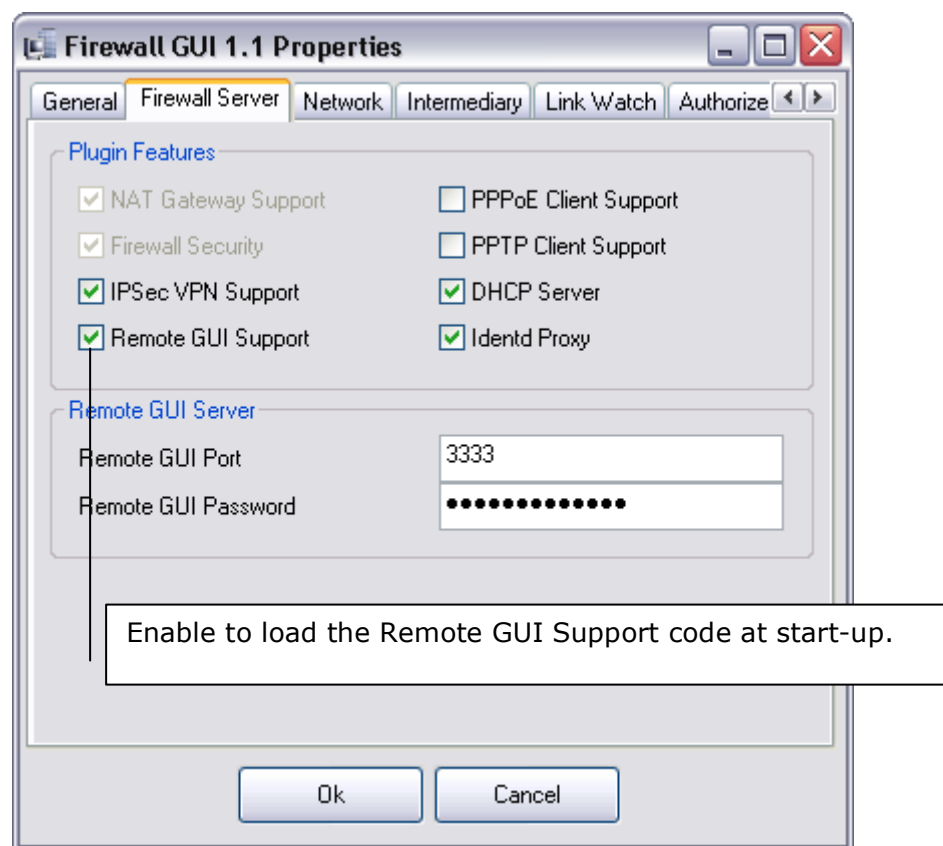 Firewall GUI 1.1 Properties
General Firewall Server Network Intermediary Link Watch Authorize
Plugin Features
NAT Gateway Support PPPoE Client Support
Firewall Security PPTP Client Support
IPSec VPN Support DHCP Server
Remote GUI Support Identd Proxy
Remote GUI Server
Remote GUI Port 3333
Remote GUI Password •••••••••••••
Enable to load the Remote GUI Support code at start-up.
Ok Cancel